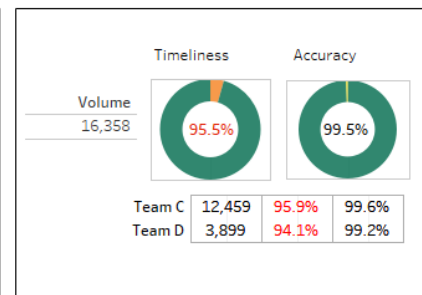 Timeliness Accuracy
Volume
16,358
95.5%
99.5%
Team C 12,459 95.9% 99.6%
Team D 3,899 94.1% 99.2%